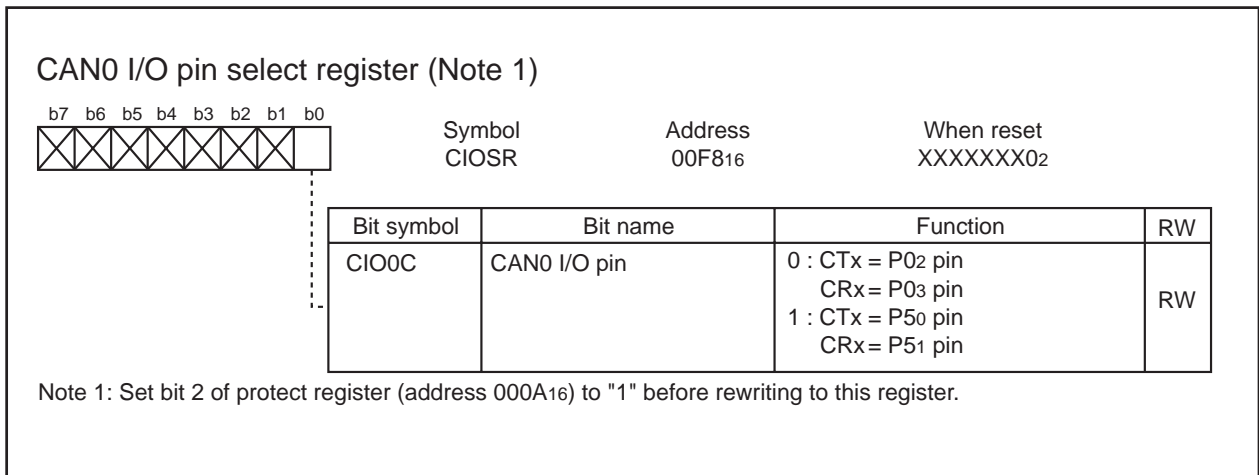 CAN0 I/O pin select register (Note 1)
b7 b6 b5 b4 b3 b2 b1 b0
Symbol Address When reset
CIOSR 00F816 XXXXXXX02
Bit symbol Bit name Function RW
CIO0C CAN0 I/O pin 0 : CTx = P02 pin
CRx = P03 pin
RW
1 : CTx = P50 pin
CRx = P51 pin
Note 1: Set bit 2 of protect register (address 000A16) to "1" before rewriting to this register.